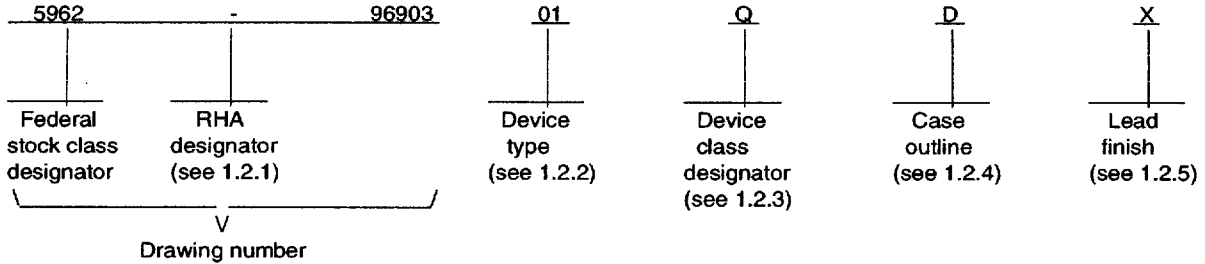 5962 - 96903 01 Q D X
Federal stock class designator
RHA designator (see 1.2.1)
Device type (see 1.2.2)
Device class designator (see 1.2.3)
Case outline (see 1.2.4)
Lead finish (see 1.2.5)
\ /
V
Drawing number